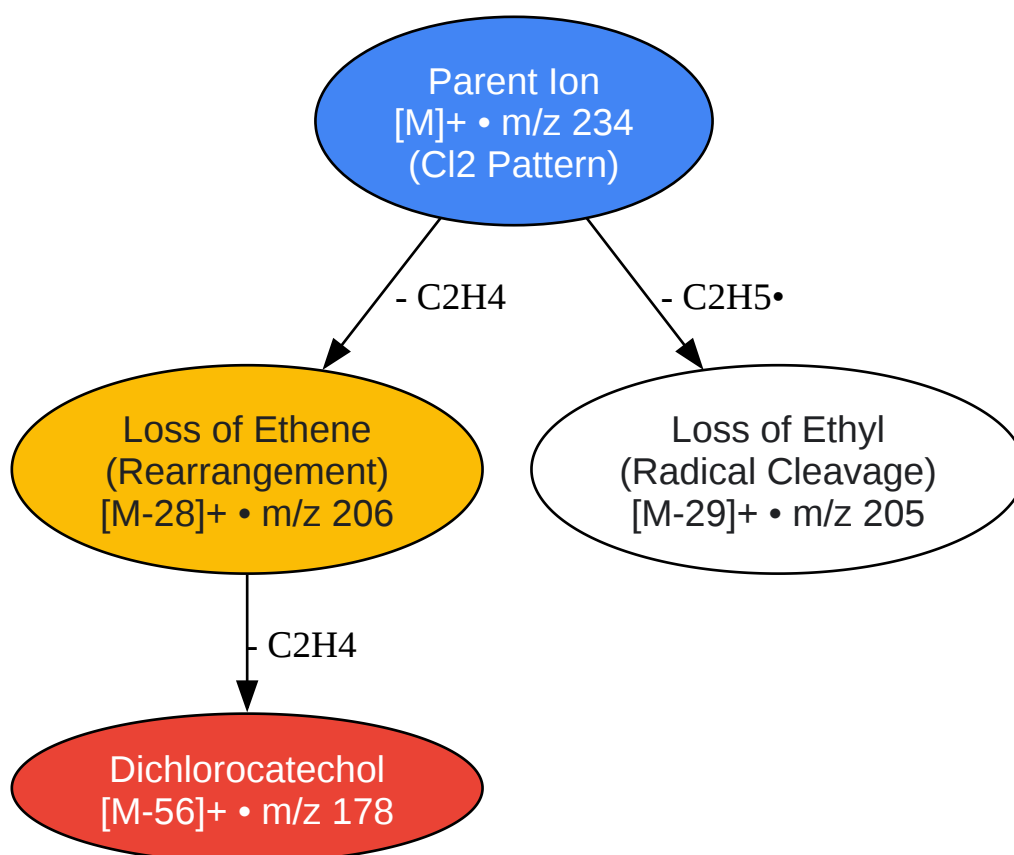 Parent Ion
[M]+ • m/z 234
(Cl2 Pattern)
- C2H4
- C2H5•
Loss of Ethene
(Rearrangement)
[M-28]+ • m/z 206
Loss of Ethyl
(Radical Cleavage)
[M-29]+ • m/z 205
- C2H4
Dichlorocatechol
[M-56]+ • m/z 178